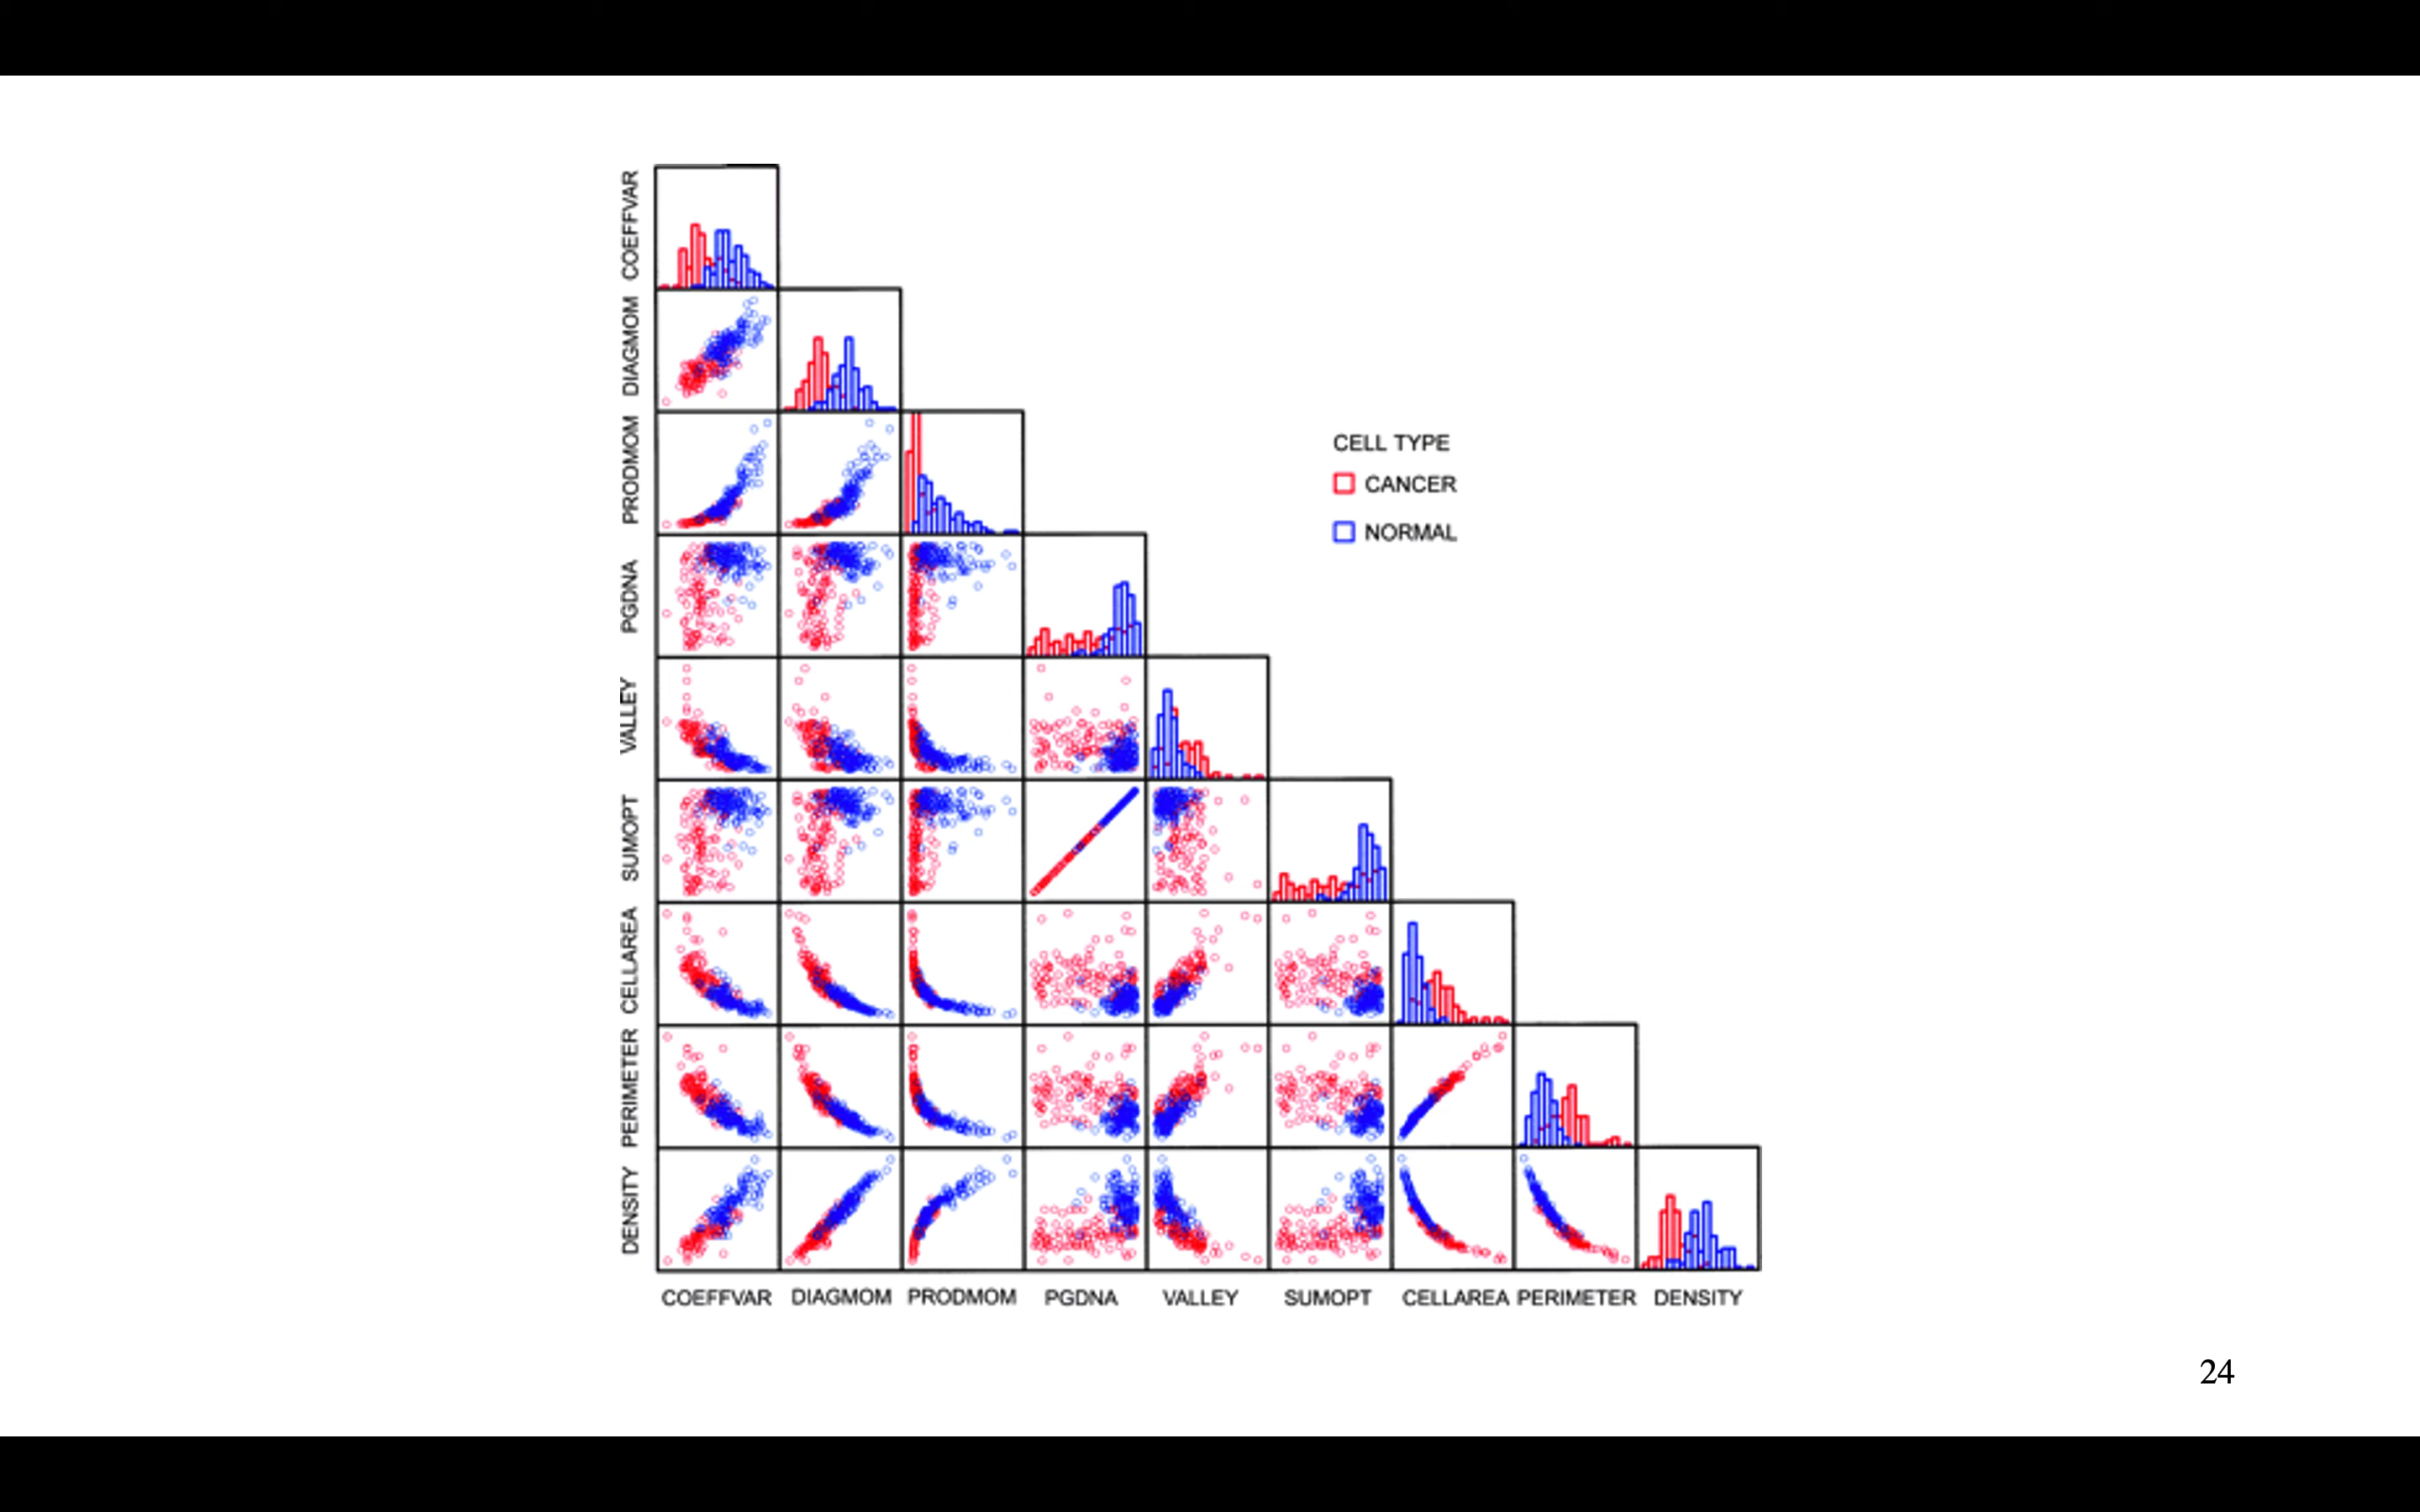 COEFFVAR
DIAGMOM
PRODMOM
PGDNA
VALLEY
SUMOPT
CELLAREA
PERIMETER
DENSITY
CELL TYPE
CANCER
NORMAL
COEFFVAR DIAGMOM PRODMOM PGDNA VALLEY SUMOPT CELLAREA PERIMETER DENSITY
24